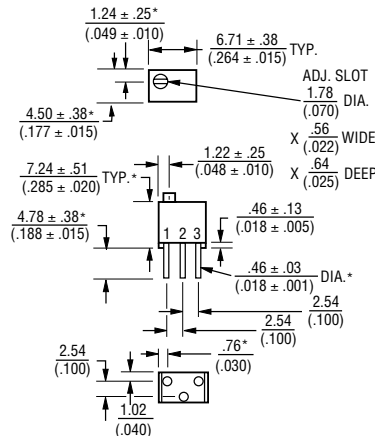 1.24 ± .25*
(.049 ± .010)
6.71 ± .38 TYP.
(.264 ± .015)
ADJ. SLOT
1.78 DIA.
(.070)
4.50 ± .38*
(.177 ± .015)
X .56 WIDE
(.022)
X .64 DEEP
(.025)
1.22 ± .25
(.048 ± .010)
7.24 ± .51 TYP.*
(.285 ± .020)
4.78 ± .38*
(.188 ± .015)
.46 ± .13
(.018 ± .005)
1 2 3
.46 ± .03 DIA.*
(.018 ± .001)
2.54
(.100)
2.54
(.100)
2.54
(.100)
.76*
(.030)
1.02
(.040)